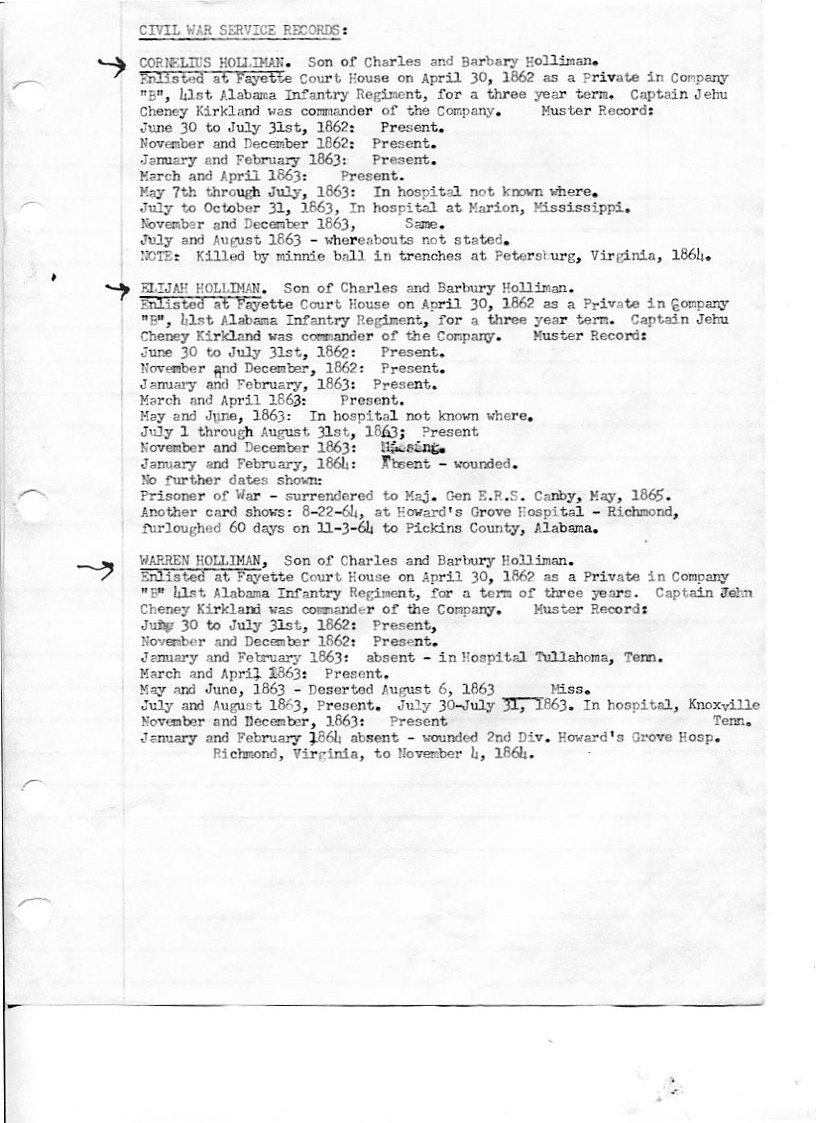 CIVIL WAR SERVICE RECORDS:
CORNELIUS HOLLIMAN. Son of Charles and Barbary Holliman.
Enlisted at Fayette Court House on April 30, 1862 as a Private in Company
"B", 41st Alabama Infantry Regiment, for a three year term. Captain Jehu
Cheney Kirkland was commander of the Company. Muster Record:
June 30 to July 31st, 1862: Present.
November and December 1862: Present.
January and February 1863: Present.
March and April 1863: Present.
May 7th through July, 1863: In hospital not known where.
July to October 31, 1863, In hospital at Marion, Mississippi.
November and December 1863, Same.
July and August 1863 - whereabouts not stated.
NOTE: Killed by minnie ball in trenches at Petersburg, Virginia, 1864.
ELIJAH HOLLIMAN. Son of Charles and Barbury Holliman.
Enlisted at Fayette Court House on April 30, 1862 as a Private in Company
"B", 41st Alabama Infantry Regiment, for a three year term. Captain Jehu
Cheney Kirkland was commander of the Company. Muster Record:
June 30 to July 31st, 1862: Present.
November and December, 1862: Present.
January and February, 1863: Present.
March and April 1863: Present.
May and June, 1863: In hospital not known where.
July 1 through August 31st, 1863; Present
November and December 1863: Missing.
January and February, 1864: Absent - wounded.
No further dates shown:
Prisoner of War - surrendered to Maj. Gen E.R.S. Canby, May, 1865.
Another card shows: 8-22-64, at Howard's Grove Hospital - Richmond,
furloughed 60 days on 11-3-64 to Pickins County, Alabama.
WARREN HOLLIMAN, Son of Charles and Barbury Holliman.
Enlisted at Fayette Court House on April 30, 1862 as a Private in Company
"B" 41st Alabama Infantry Regiment, for a term of three years. Captain Jehu
Cheney Kirkland was commander of the Company. Muster Record:
June 30 to July 31st, 1862: Present,
November and December 1862: Present.
January and February 1863: absent - in Hospital Tullahoma, Tenn.
March and April 1863: Present.
May and June, 1863 - Deserted August 6, 1863 Miss.
July and August 1863, Present. July 30-July 31, 1863. In hospital, Knoxville
November and December, 1863: Present Tenn.
January and February 1864 absent - wounded 2nd Div. Howard's Grove Hosp.
Richmond, Virginia, to November 4, 1864.